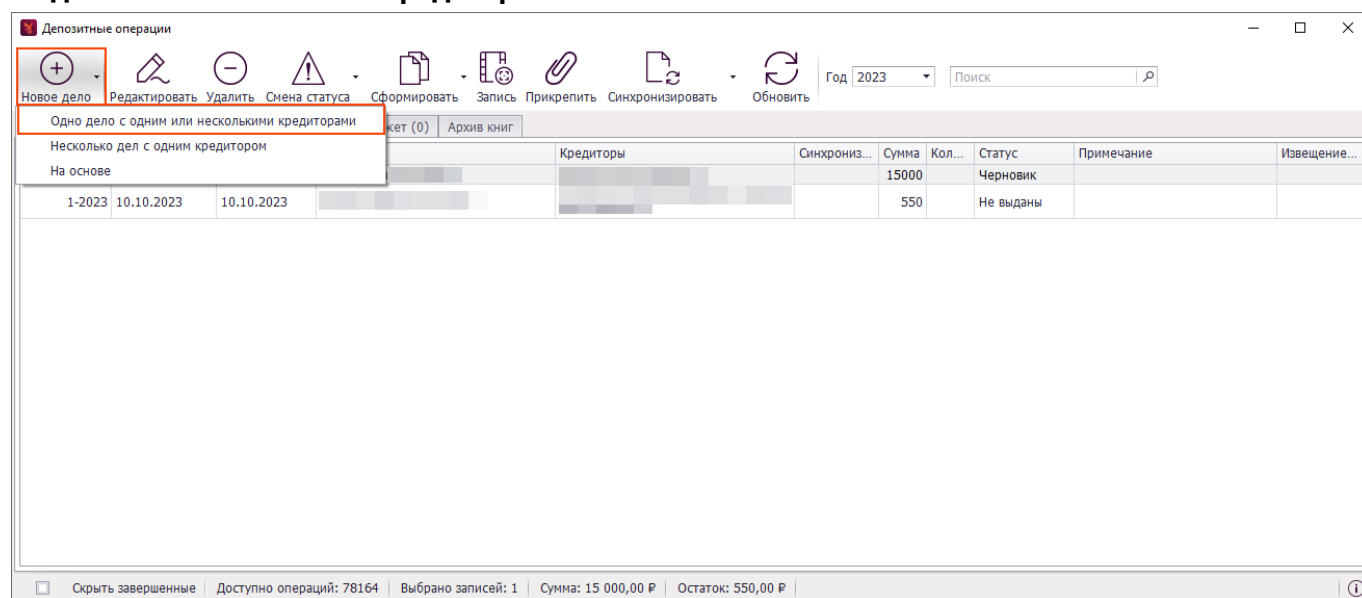 Депозитные операции
Новое дело Редактировать Удалить Смена статуса Сформировать Запись Прикрепить Синхронизировать Обновить Год 2023 Поиск
Одно дело с одним или несколькими кредиторами
кет (0) Архив книг
Несколько дел с одним кредитором
Кредиторы Синхрониз... Сумма Кол... Статус Примечание Извещение...
На основе
15000 Черновик
1-2023 10.10.2023 10.10.2023 550 Не выданы
Скрыть завершенные Доступно операций: 78164 Выбрано записей: 1 Сумма: 15 000,00 ₽ Остаток: 550,00 ₽